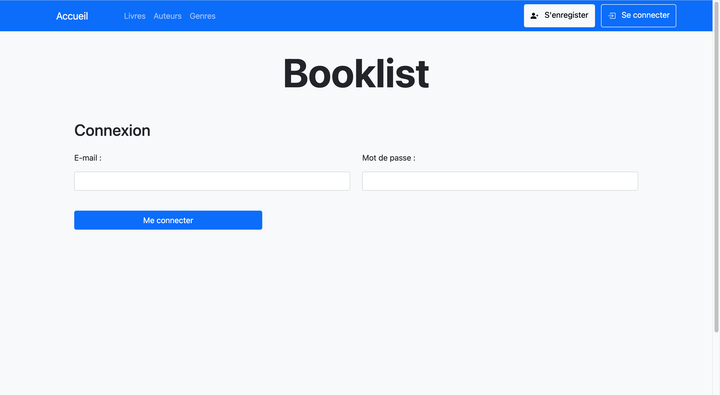 Accueil Livres Auteurs Genres S'enregister Se connecter
Booklist
Connexion
E-mail : Mot de passe :
Me connecter